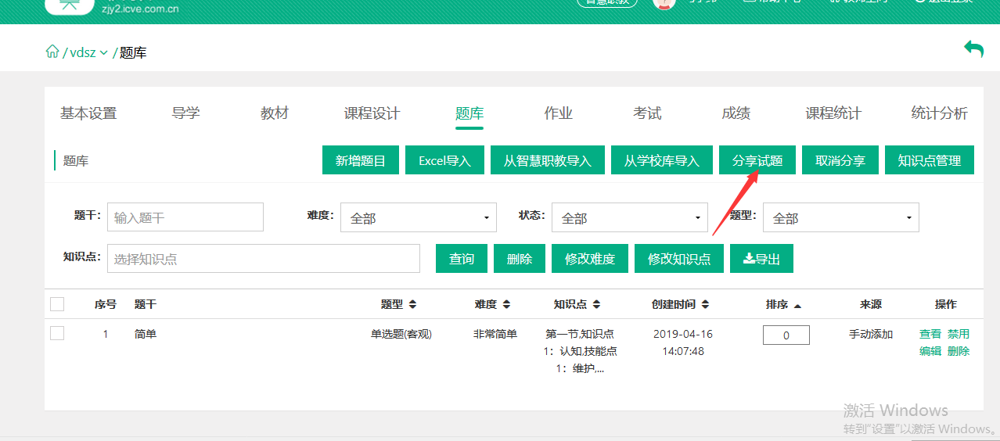 zjy2.icve.com.cn
智慧职教
/ vdsz / 题库
基本设置 导学 教材 课程设计 题库 作业 考试 成绩 课程统计 统计分析
题库 新增题目 Excel导入 从智慧职教导入 从学校库导入 分享试题 取消分享 知识点管理
题干: 输入题干 难度: 全部 状态: 全部 题型: 全部
知识点: 选择知识点 查询 删除 修改难度 修改知识点 导出
序号 题干 题型 难度 知识点 创建时间 排序 来源 操作
1 简单 单选题(客观) 非常简单 第一节,知识点 2019-04-16 0 手动添加 查看 禁用
1：认知,技能点 14:07:48 编辑 删除
1：维护,...
激活 Windows
转到"设置"以激活 Windows。